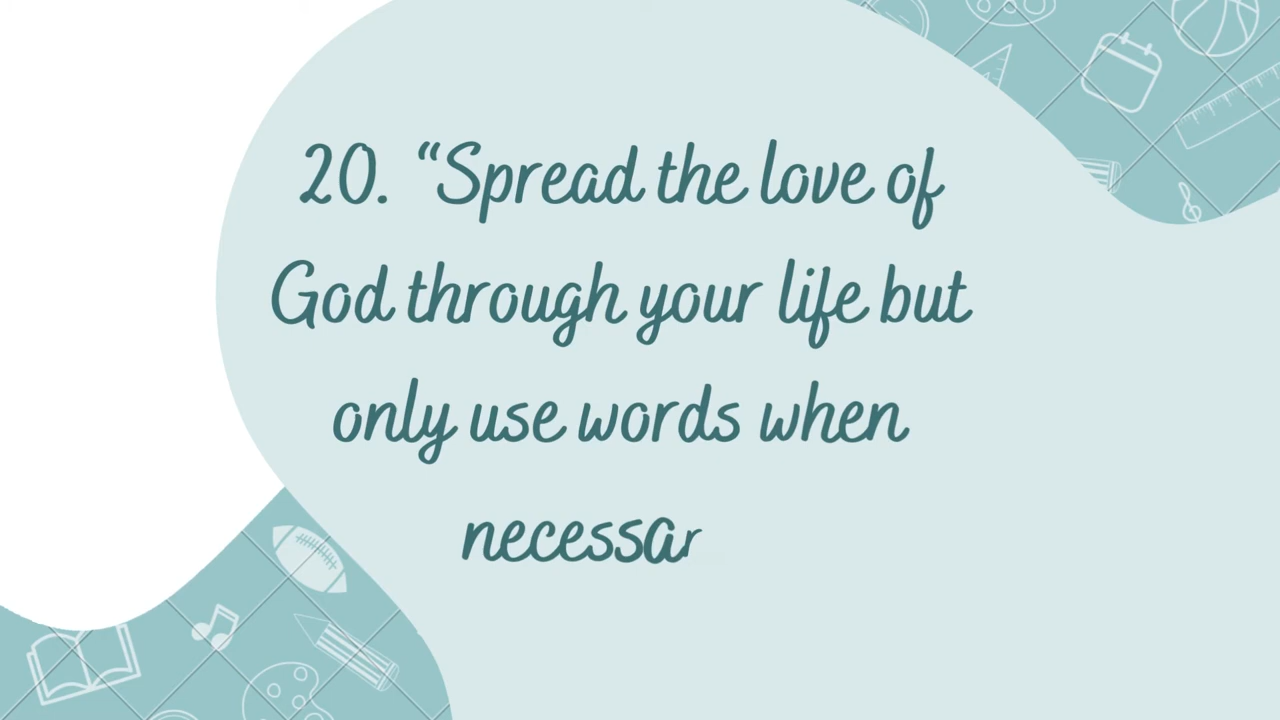 20. “Spread the love of
God through your life but
only use words when
necessar